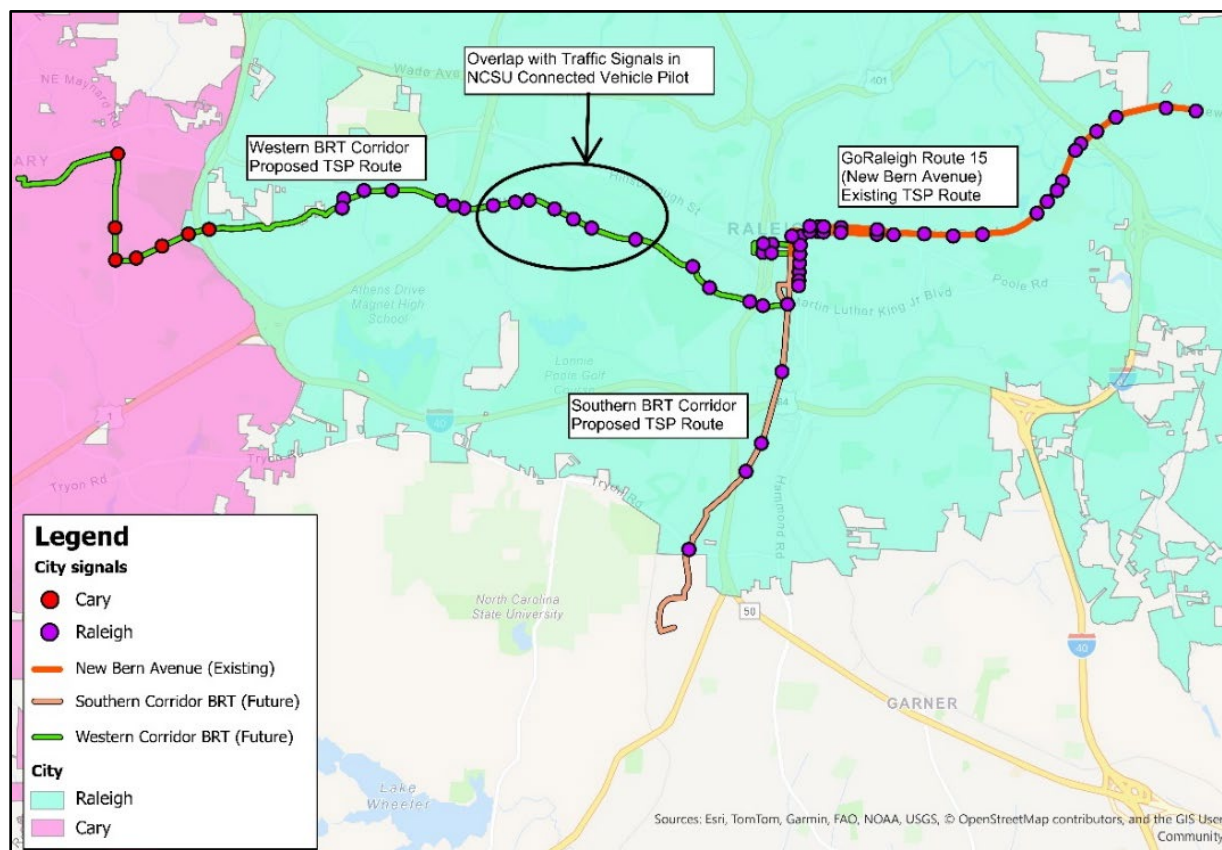 Overlap with Traffic Signals in
NCSU Connected Vehicle Pilot
Wade Ave
401
NE Maynard Rd
Western BRT Corridor
Proposed TSP Route
GoRaleigh Route 15
(New Bern Avenue)
Existing TSP Route
ARY
Hillsborough St
RALEIGH
Athens Drive
Magnet High
School
Martin Luther King Jr Blvd
Poole Rd
Lonnie
Poole Golf
Course
1
40
Southern BRT Corridor
Proposed TSP Route
Tryon Rd
Tryon Rd
Hammond Rd
North Carolina
State University
50
40
GARNER
Lake
Wheeler
Legend
City signals
Cary
Raleigh
New Bern Avenue (Existing)
Southern Corridor BRT (Future)
Western Corridor BRT (Future)
City
Raleigh
Cary
Sources: Esri, TomTom, Garmin, FAO, NOAA, USGS, © OpenStreetMap contributors, and the GIS User
Community